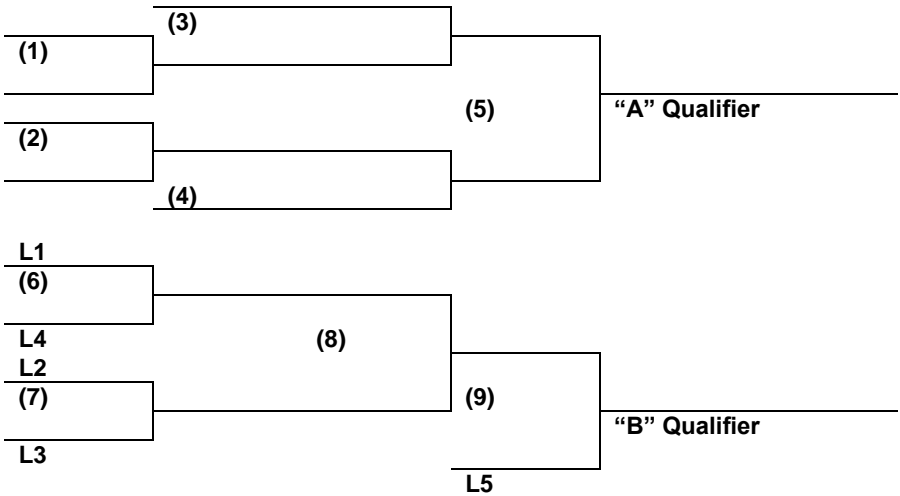 (3)
(1)
(5)
“A” Qualifier
(2)
(4)
L1
(6)
L4
(8)
L2
(7)
(9)
“B” Qualifier
L3
L5